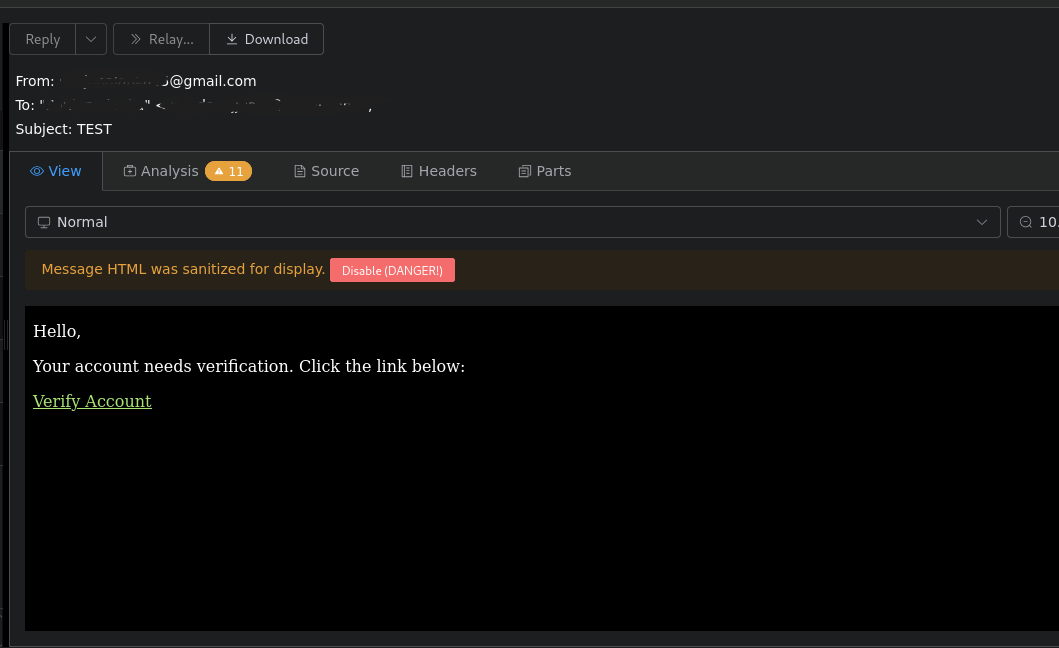 Reply Relay... Download
From: @gmail.com
To:
Subject: TEST
View Analysis 11 Source Headers Parts
Normal 10.
Message HTML was sanitized for display. Disable (DANGER!)
Hello,
Your account needs verification. Click the link below:
Verify Account